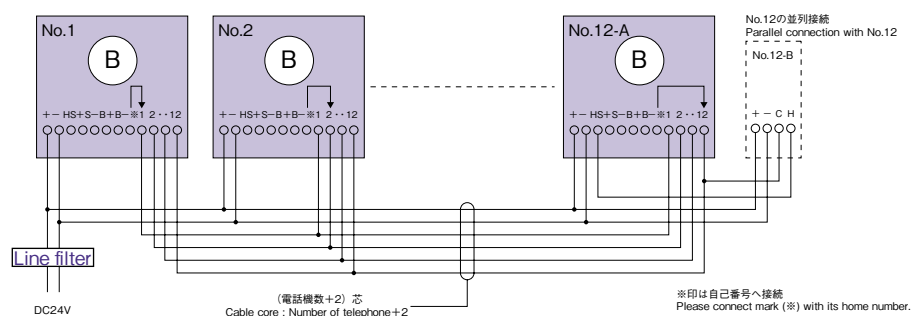 No.1
B
+− HS+S−B+B−※1 2・・12
No.2
B
+− HS+S−B+B−※1 2・・12
No.12-A
B
+− HS+S−B+B−※1 2・・12
No.12の並列接続
Parallel connection with No.12
No.12-B
+ − C H
Line filter
DC24V
(電話機数+2)芯
Cable core : Number of telephone+2
※印は自己番号へ接続
Please connect mark (※) with its home number.